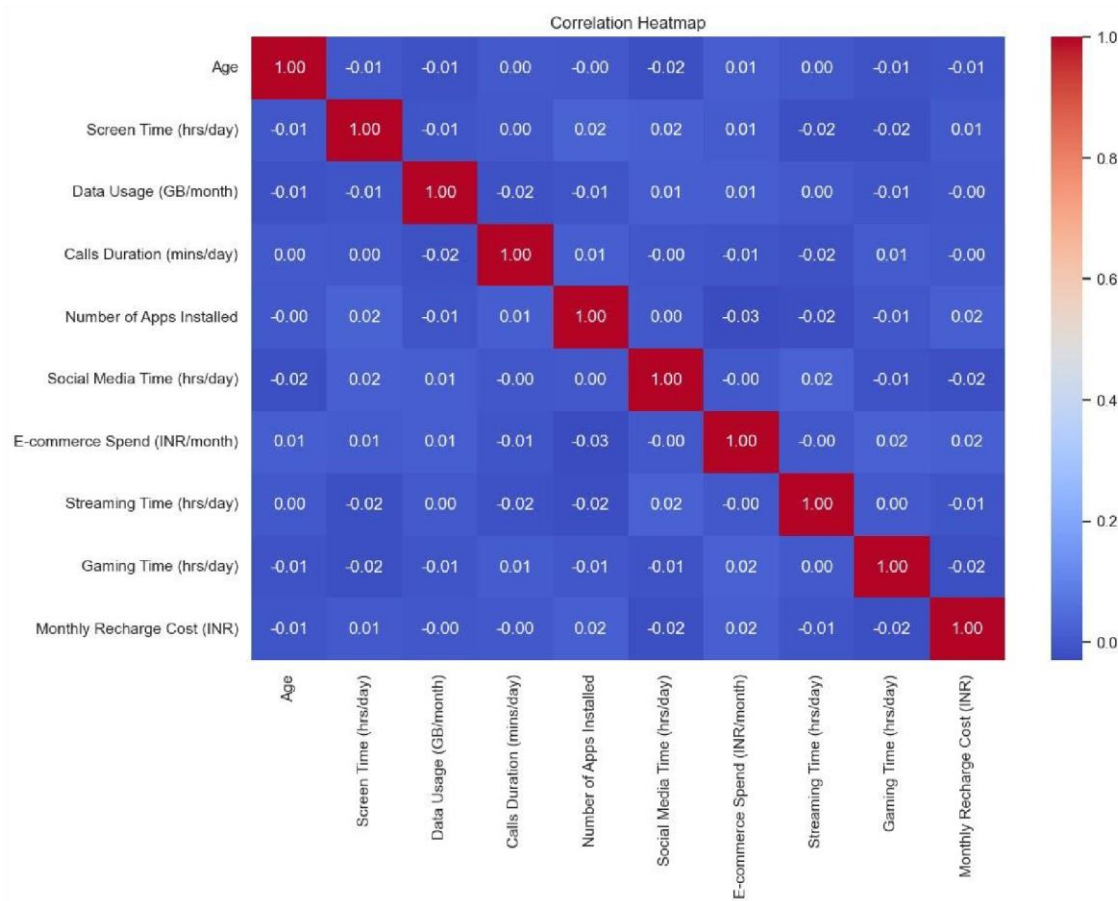 Correlation Heatmap
Age 1.00 -0.01 -0.01 0.00 -0.00 -0.02 0.01 0.00 -0.01 -0.01
Screen Time (hrs/day) -0.01 1.00 -0.01 0.00 0.02 0.02 0.01 -0.02 -0.02 0.01
Data Usage (GB/month) -0.01 -0.01 1.00 -0.02 -0.01 0.01 0.01 0.00 -0.01 -0.00
Calls Duration (mins/day) 0.00 0.00 -0.02 1.00 0.01 -0.00 -0.01 -0.02 0.01 -0.00
Number of Apps Installed -0.00 0.02 -0.01 0.01 1.00 0.00 -0.03 -0.02 -0.01 0.02
Social Media Time (hrs/day) -0.02 0.02 0.01 -0.00 0.00 1.00 -0.00 0.02 -0.01 -0.02
E-commerce Spend (INR/month) 0.01 0.01 0.01 -0.01 -0.03 -0.00 1.00 -0.00 0.02 0.02
Streaming Time (hrs/day) 0.00 -0.02 0.00 -0.02 -0.02 0.02 -0.00 1.00 0.00 -0.01
Gaming Time (hrs/day) -0.01 -0.02 -0.01 0.01 -0.01 -0.01 0.02 0.00 1.00 -0.02
Monthly Recharge Cost (INR) -0.01 0.01 -0.00 -0.00 0.02 -0.02 0.02 -0.01 -0.02 1.00
Age
Screen Time (hrs/day)
Data Usage (GB/month)
Calls Duration (mins/day)
Number of Apps Installed
Social Media Time (hrs/day)
E-commerce Spend (INR/month)
Streaming Time (hrs/day)
Gaming Time (hrs/day)
Monthly Recharge Cost (INR)
1.0
0.8
0.6
0.4
0.2
0.0